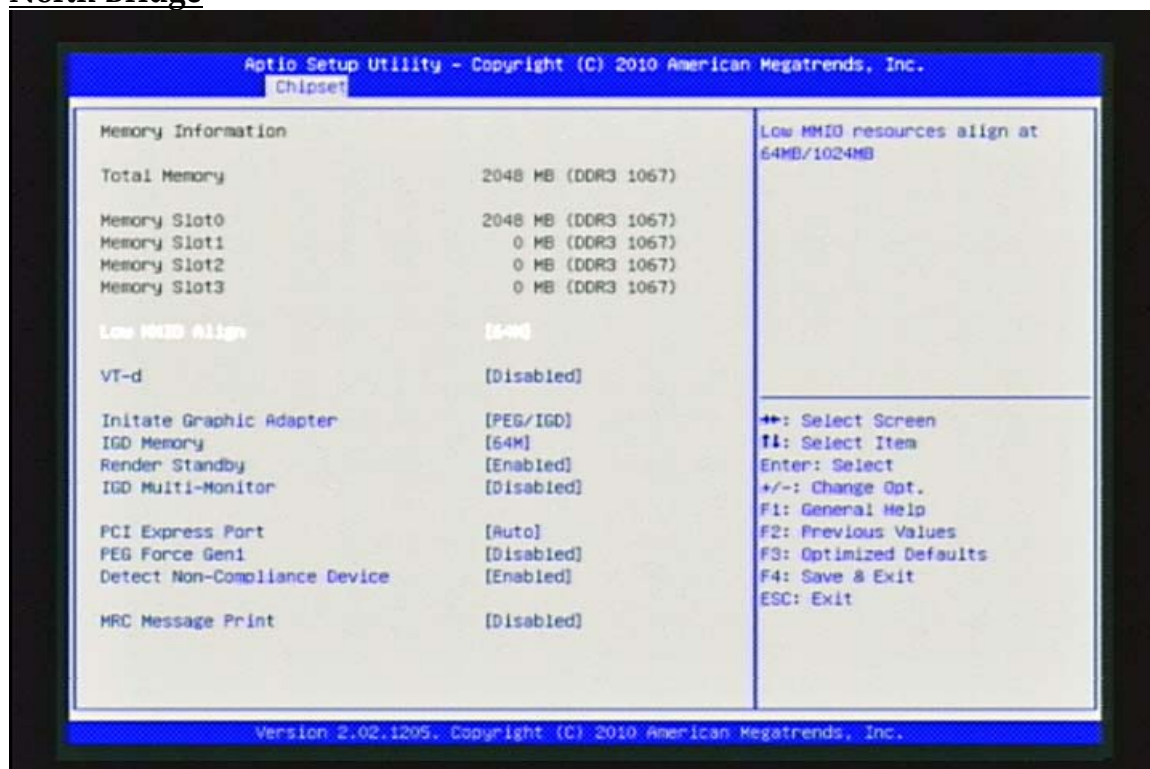 North Bridge
Aptio Setup Utility - Copyright (C) 2010 American Megatrends, Inc.
Chipset
Memory Information
Total Memory 2048 MB (DDR3 1067)
Memory Slot0 2048 MB (DDR3 1067)
Memory Slot1 0 MB (DDR3 1067)
Memory Slot2 0 MB (DDR3 1067)
Memory Slot3 0 MB (DDR3 1067)
Low MMIO Align [64M]
VT-d [Disabled]
Initate Graphic Adapter [PEG/IGD]
IGD Memory [64M]
Render Standby [Enabled]
IGD Multi-Monitor [Disabled]
PCI Express Port [Auto]
PEG Force Gen1 [Disabled]
Detect Non-Compliance Device [Enabled]
MRC Message Print [Disabled]
Low MMIO resources align at
64MB/1024MB
→←: Select Screen
↑↓: Select Item
Enter: Select
+/-: Change Opt.
F1: General Help
F2: Previous Values
F3: Optimized Defaults
F4: Save & Exit
ESC: Exit
Version 2.02.1205. Copyright (C) 2010 American Megatrends, Inc.